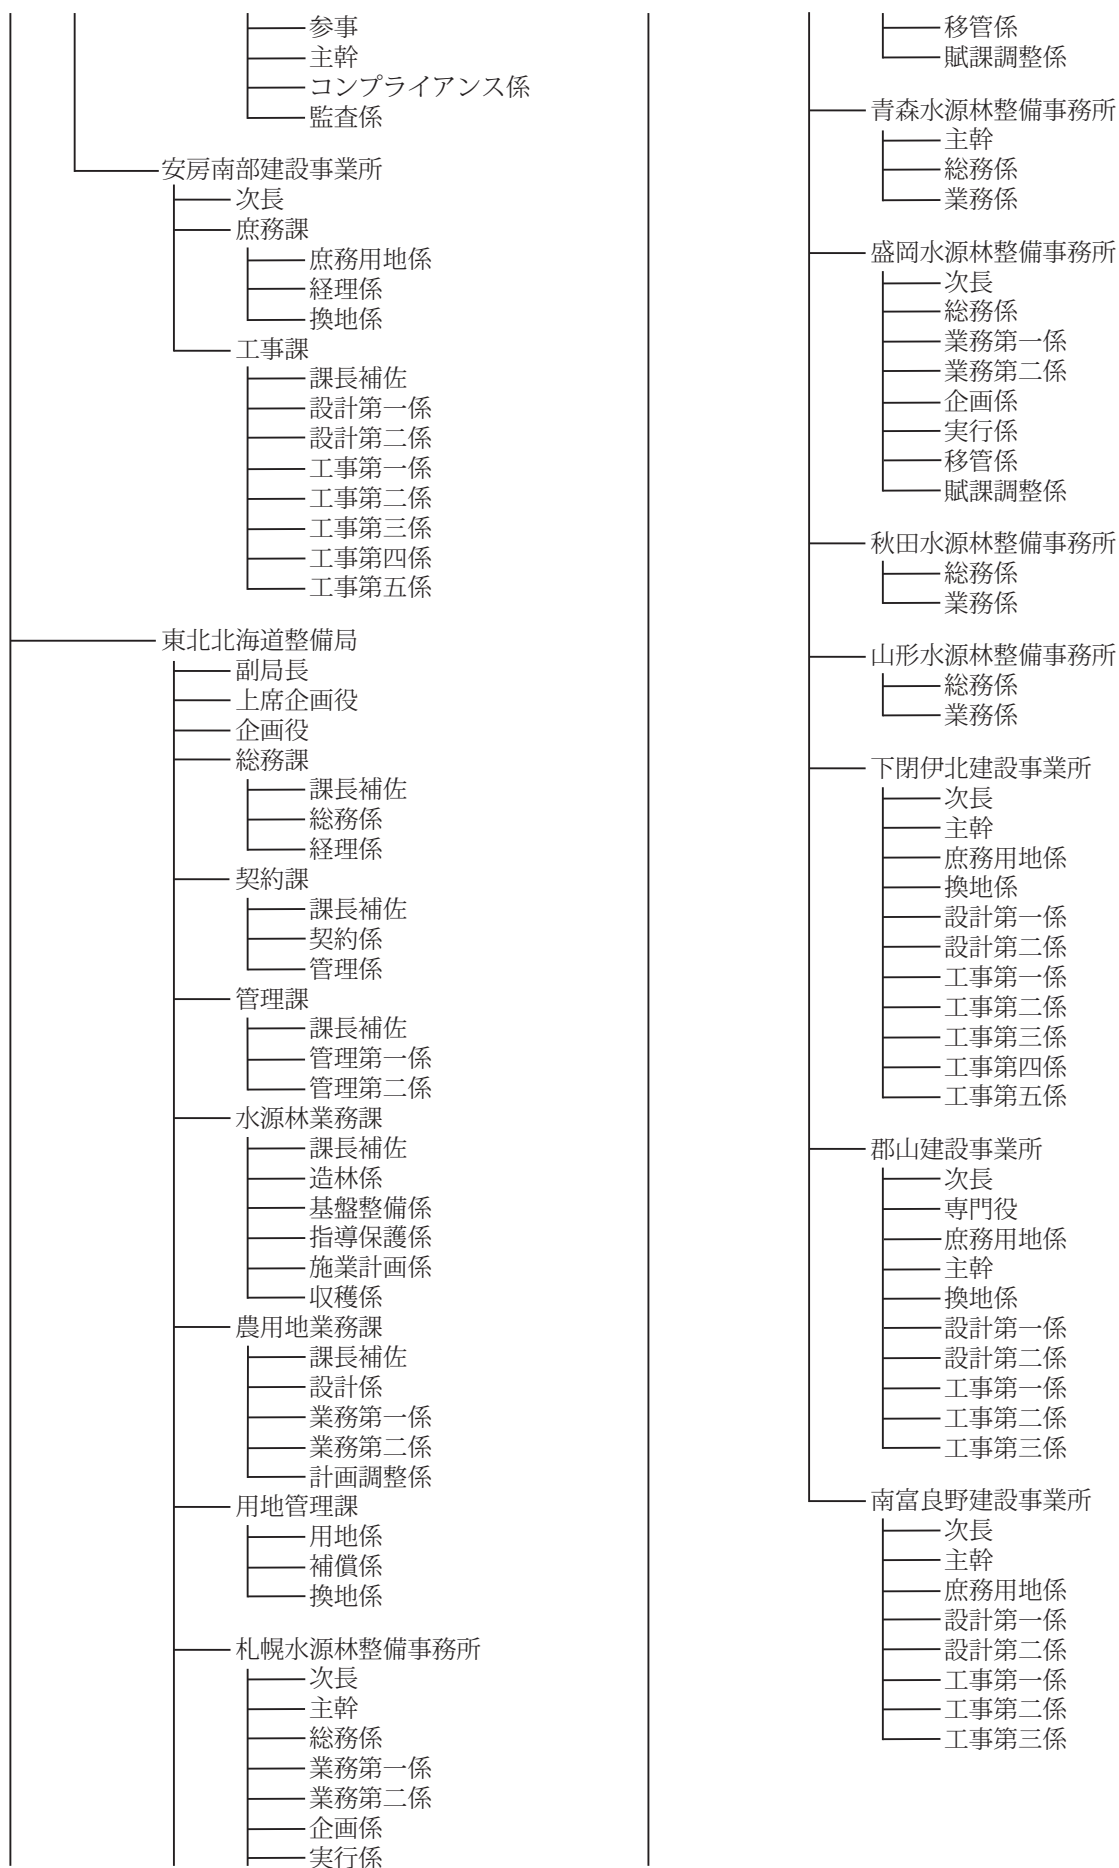 参事
主幹
コンプライアンス係
監査係
安房南部建設事業所
次長
庶務課
庶務用地係
経理係
換地係
工事課
課長補佐
設計第一係
設計第二係
工事第一係
工事第二係
工事第三係
工事第四係
工事第五係
東北北海道整備局
副局長
上席企画役
企画役
総務課
課長補佐
総務係
経理係
契約課
課長補佐
契約係
管理係
管理課
課長補佐
管理第一係
管理第二係
水源林業務課
課長補佐
造林係
基盤整備係
指導保護係
施業計画係
収穫係
農用地業務課
課長補佐
設計係
業務第一係
業務第二係
計画調整係
用地管理課
用地係
補償係
換地係
札幌水源林整備事務所
次長
主幹
総務係
業務第一係
業務第二係
企画係
実行係
移管係
賦課調整係
青森水源林整備事務所
主幹
総務係
業務係
盛岡水源林整備事務所
次長
総務係
業務第一係
業務第二係
企画係
実行係
移管係
賦課調整係
秋田水源林整備事務所
総務係
業務係
山形水源林整備事務所
総務係
業務係
下閉伊北建設事業所
次長
主幹
庶務用地係
換地係
設計第一係
設計第二係
工事第一係
工事第二係
工事第三係
工事第四係
工事第五係
郡山建設事業所
次長
専門役
庶務用地係
主幹
換地係
設計第一係
設計第二係
工事第一係
工事第二係
工事第三係
南富良野建設事業所
次長
主幹
庶務用地係
設計第一係
設計第二係
工事第一係
工事第二係
工事第三係